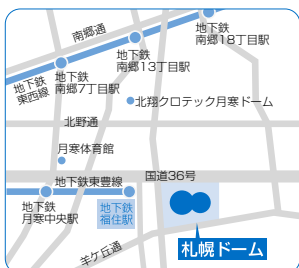 南郷通
地下鉄
南郷18丁目駅
地下鉄
南郷13丁目駅
地下鉄
東西線
地下鉄
南郷7丁目駅
北翔クロテック月寒ドーム
北野通
月寒体育館
国道36号
地下鉄東豊線
地下鉄
月寒中央駅
地下鉄
福住駅
羊ケ丘通
札幌ドーム